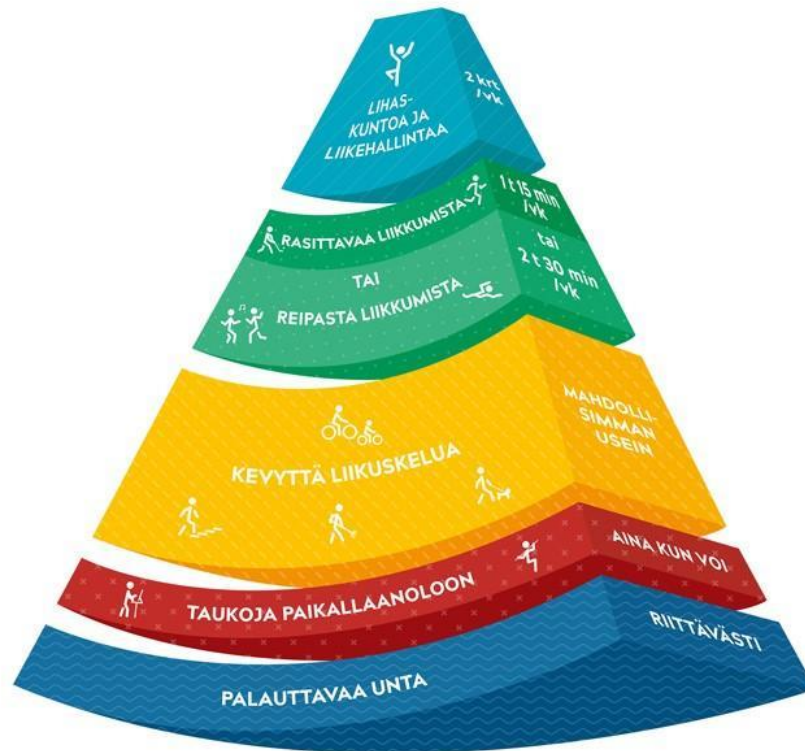 LIHAS-
KUNTOA JA
LIIKEHALLINTAA
2 krt
/vk
RASITTAVAA LIIKKUMISTA
1 t 15 min
/vk
TAI
REIPASTA LIIKKUMISTA
tai
2 t 30 min
/vk
KEVYTTÄ LIIKUSKELUA
MAHDOLLI-
SIMMAN
USEIN
TAUKOJA PAIKALLAANOLOON
AINA KUN VOI
PALAUTTAVAA UNTA
RIITTÄVÄSTI